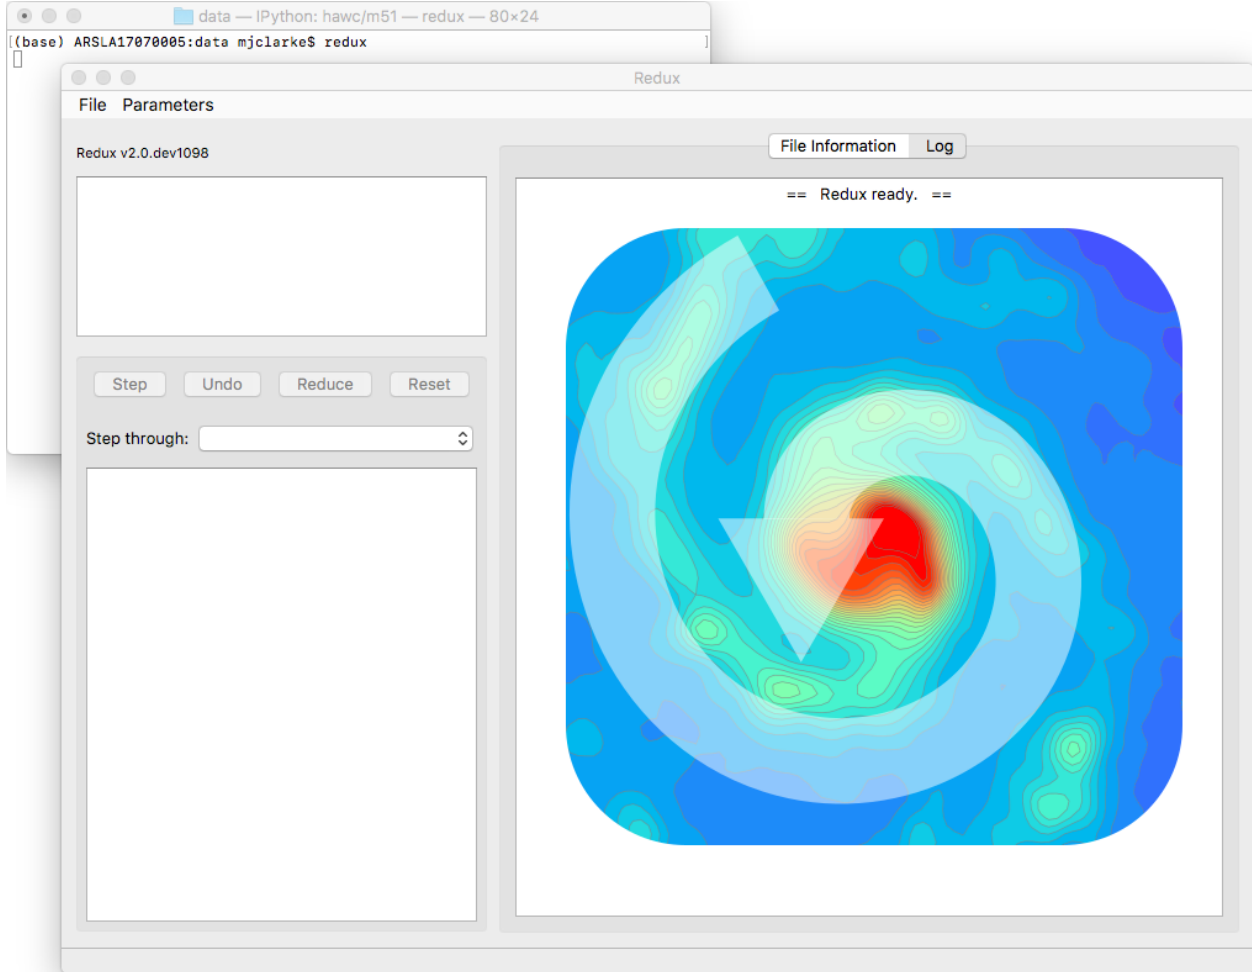 data — IPython: hawc/m51 — redux — 80×24
[(base) ARSLA17070005:data mjclarke$ redux ]
Redux
File Parameters
Redux v2.0.dev1098
File Information Log
== Redux ready. ==
Step Undo Reduce Reset
Step through: